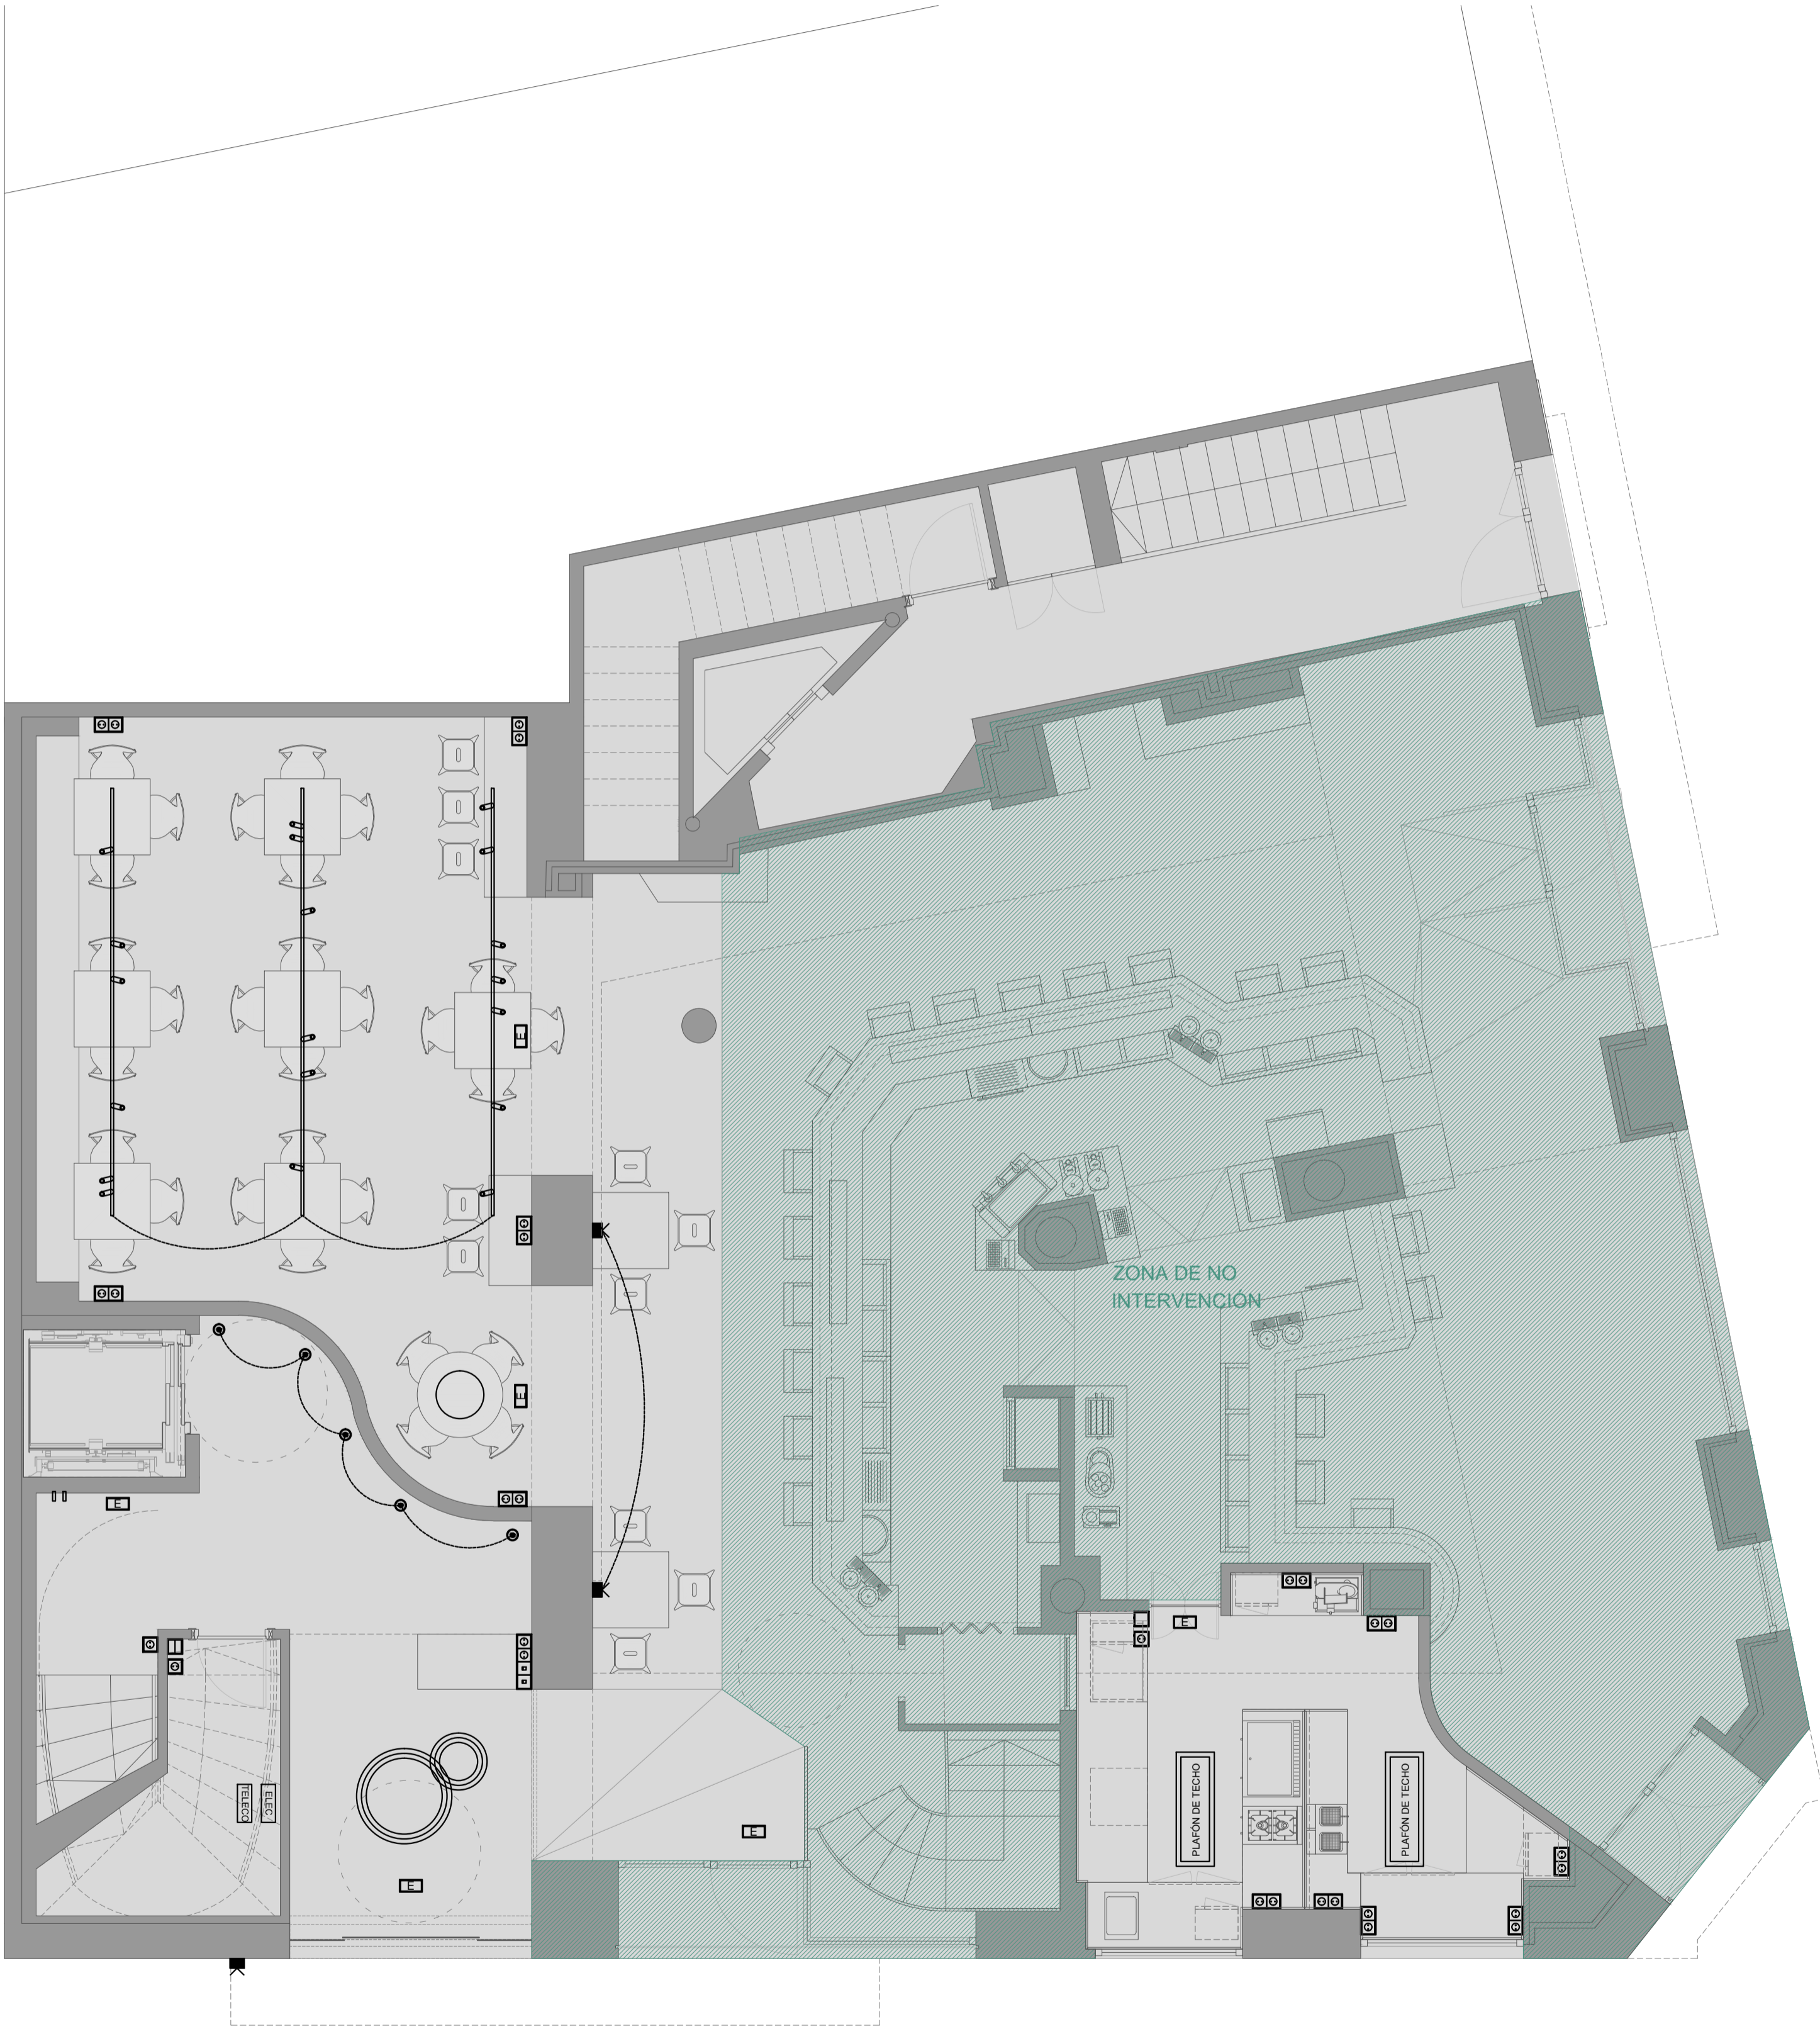 E
E
ZONA DE NO
INTERVENCIÓN
E
E
TELECO
ELEC
PLAFÓN DE TECHO
PLAFÓN DE TECHO
E
E